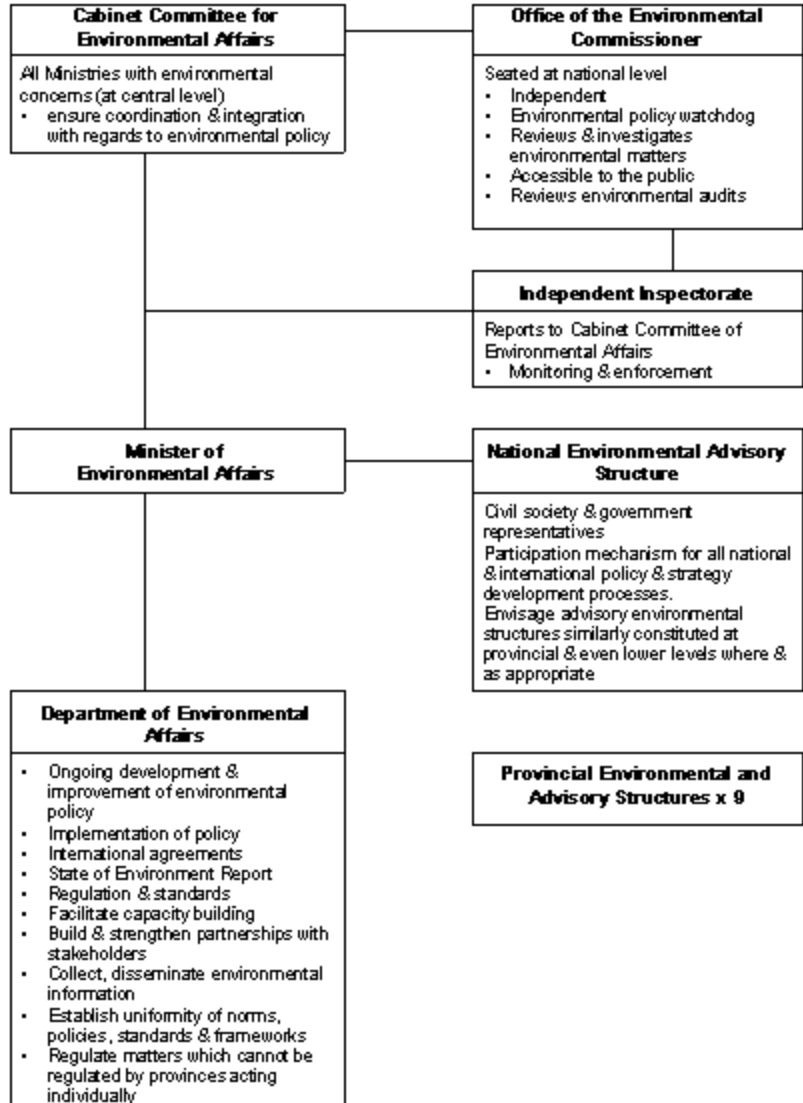 Cabinet Committee for
Environmental Affairs
All Ministries with environmental
concerns (at central level)
• ensure coordination & integration
with regards to environmental policy
Office of the Environmental
Commissioner
Seated at national level
• Independent
• Environmental policy watchdog
• Reviews & investigates
environmental matters
• Accessible to the public
• Reviews environmental audits
Independent Inspectorate
Reports to Cabinet Committee of
Environmental Affairs
• Monitoring & enforcement
Minister of
Environmental Affairs
National Environmental Advisory
Structure
Civil society & government
representatives
Participation mechanism for all national
& international policy & strategy
development processes.
Envisage advisory environmental
structures similarly constituted at
provincial & even lower levels where &
as appropriate
Department of Environmental
Affairs
• Ongoing development &
improvement of environmental
policy
• Implementation of policy
• International agreements
• State of Environment Report
• Regulation & standards
• Facilitate capacity building
• Build & strengthen partnerships with
stakeholders
• Collect, disseminate environmental
information
• Establish uniformity of norms,
policies, standards & frameworks
• Regulate matters which cannot be
regulated by provinces acting
individually
Provincial Environmental and
Advisory Structures x 9